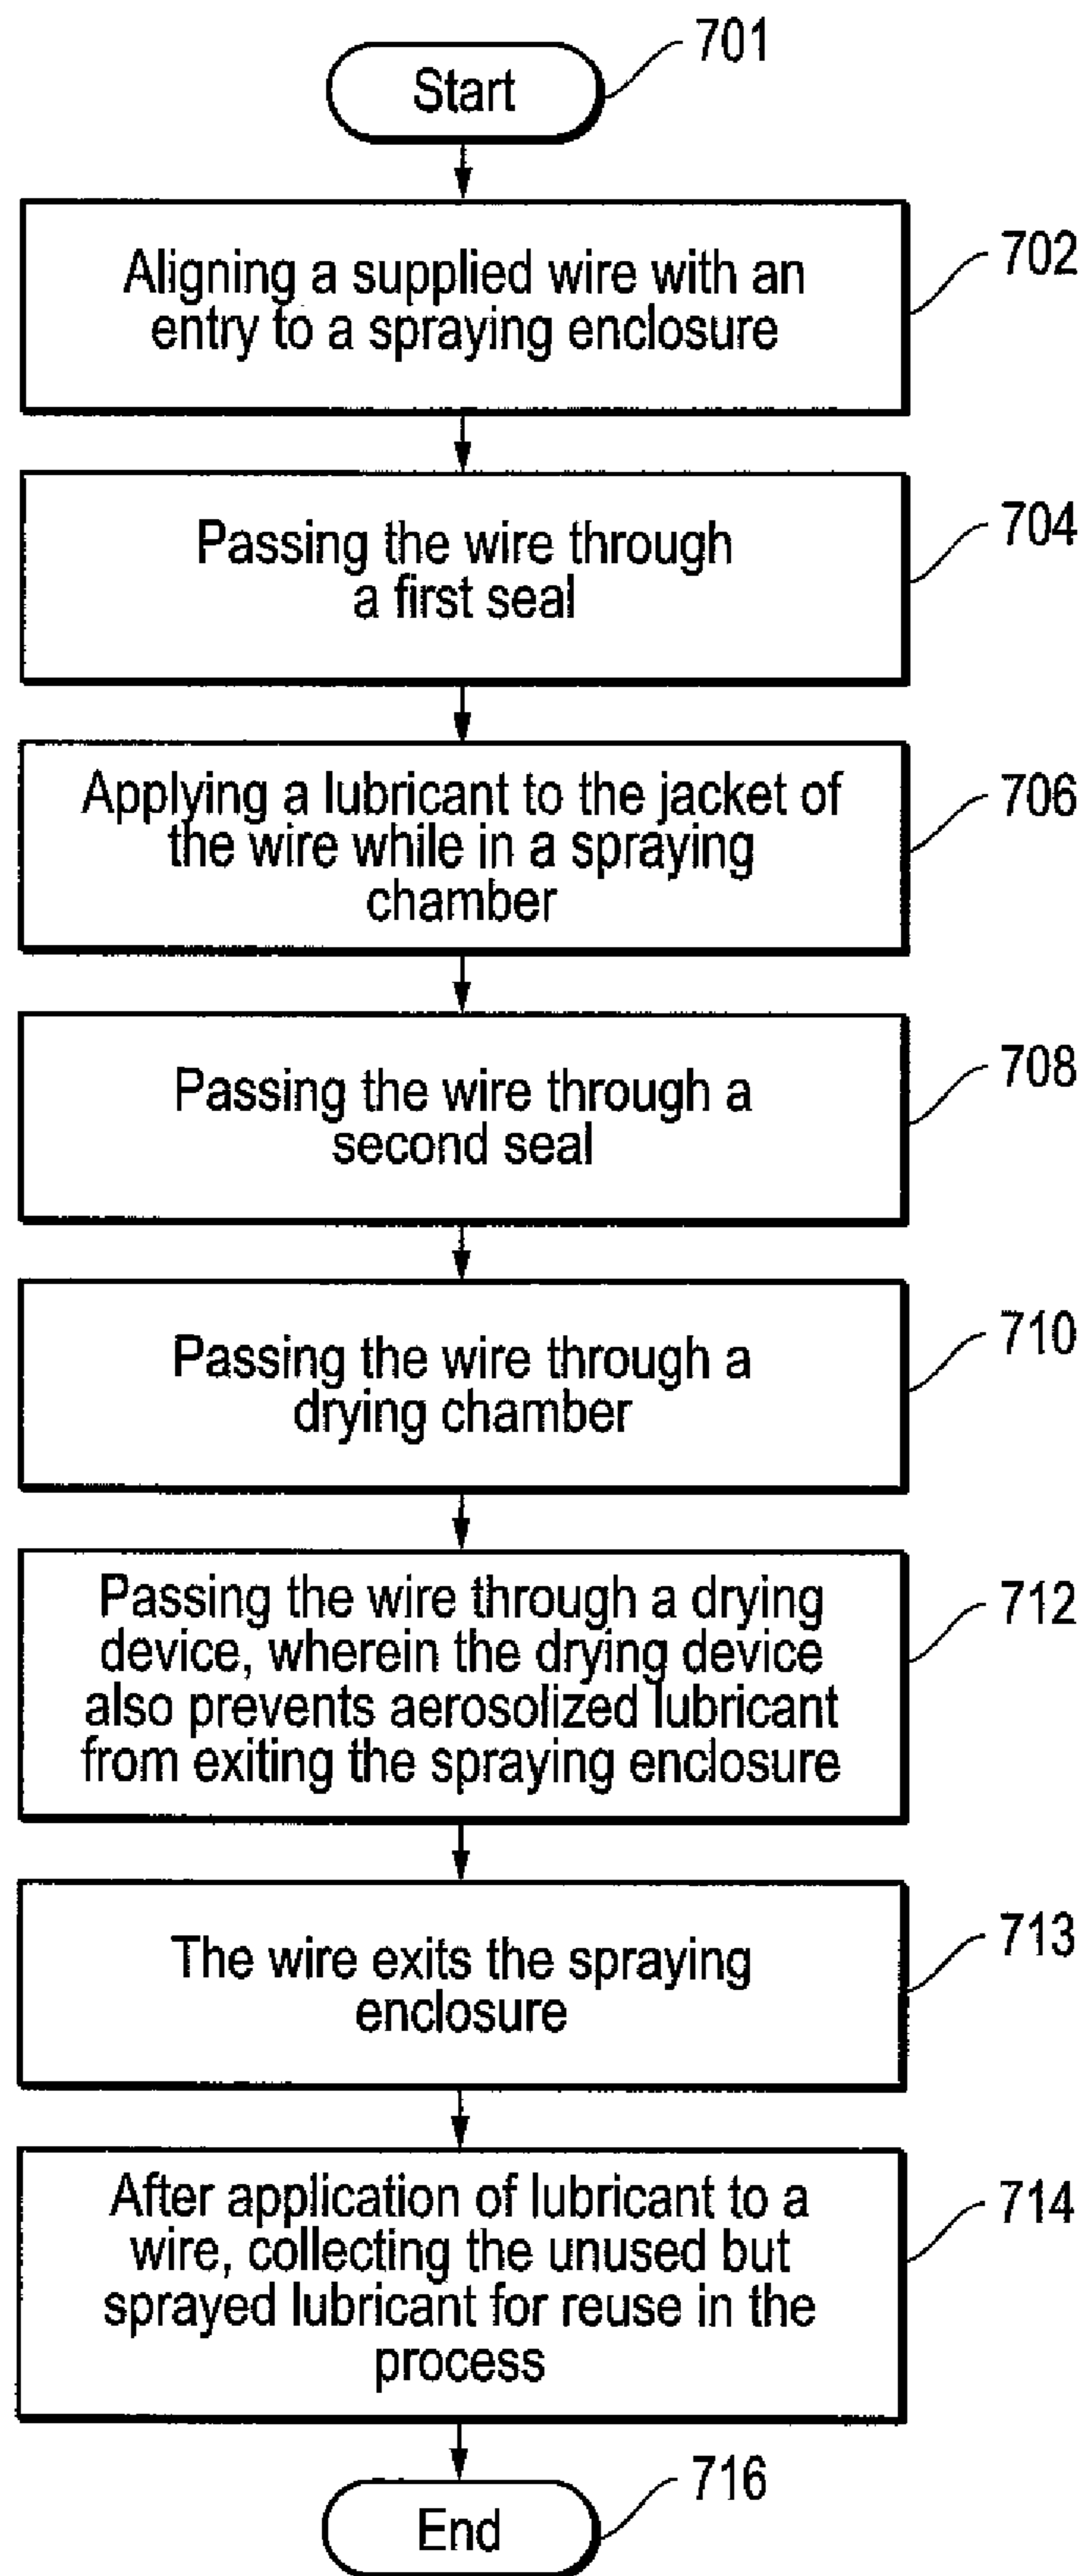 Start
701
Aligning a supplied wire with an
entry to a spraying enclosure
702
Passing the wire through
a first seal
704
Applying a lubricant to the jacket of
the wire while in a spraying
chamber
706
Passing the wire through a
second seal
708
Passing the wire through a
drying chamber
710
Passing the wire through a drying
device, wherein the drying device
also prevents aerosolized lubricant
from exiting the spraying enclosure
712
The wire exits the spraying
enclosure
713
After application of lubricant to a
wire, collecting the unused but
sprayed lubricant for reuse in the
process
714
End
716